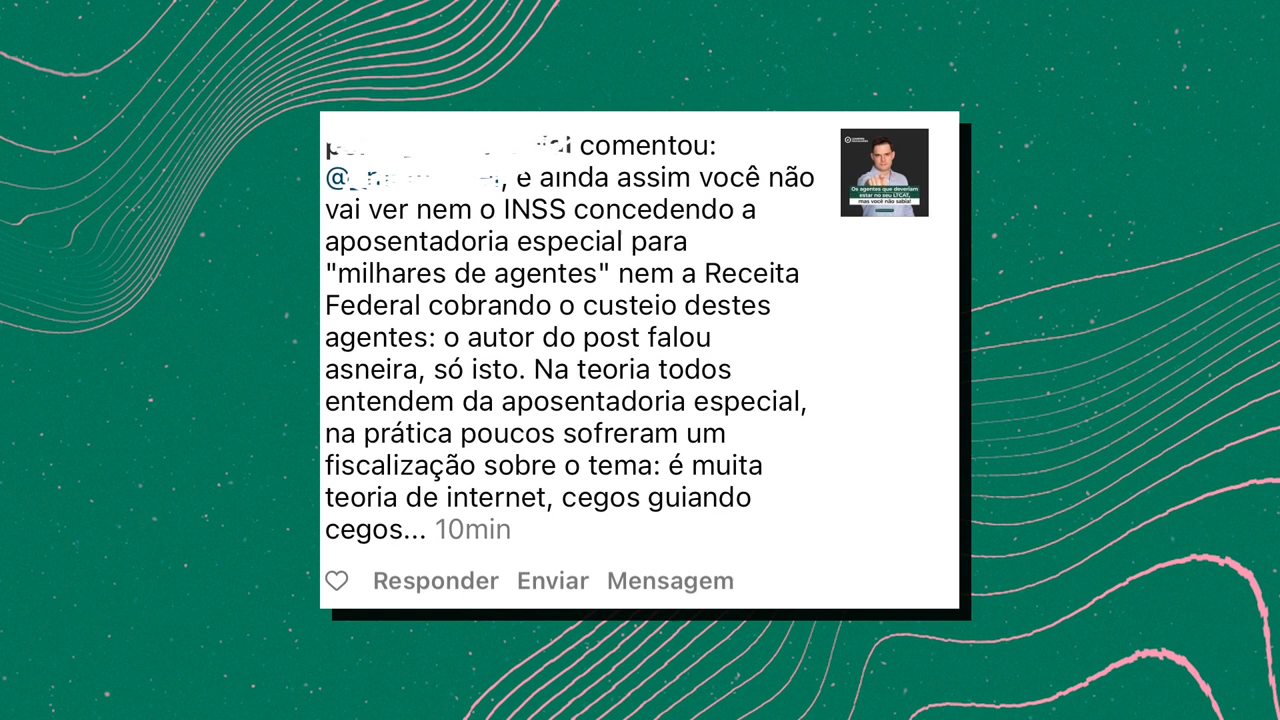 comentou:
, e ainda assim você não
vai ver nem o INSS concedendo a
aposentadoria especial para
"milhares de agentes" nem a Receita
Federal cobrando o custeio destes
agentes: o autor do post falou
asneira, só isto. Na teoria todos
entendem da aposentadoria especial,
na prática poucos sofreram um
fiscalização sobre o tema: é muita
teoria de internet, cegos guiando
cegos... 10min
Responder Enviar Mensagem
Os agentes que deveriam
estar no seu LTCAT,
mas você não sabia!